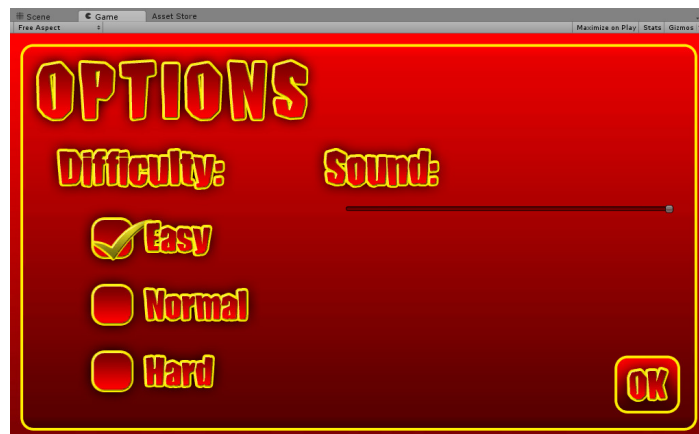 Scene Game Asset Store
Free Aspect Maximize on Play Stats Gizmos
OPTIONS
Difficulty: Sound:
Easy
Normal
Hard
OK